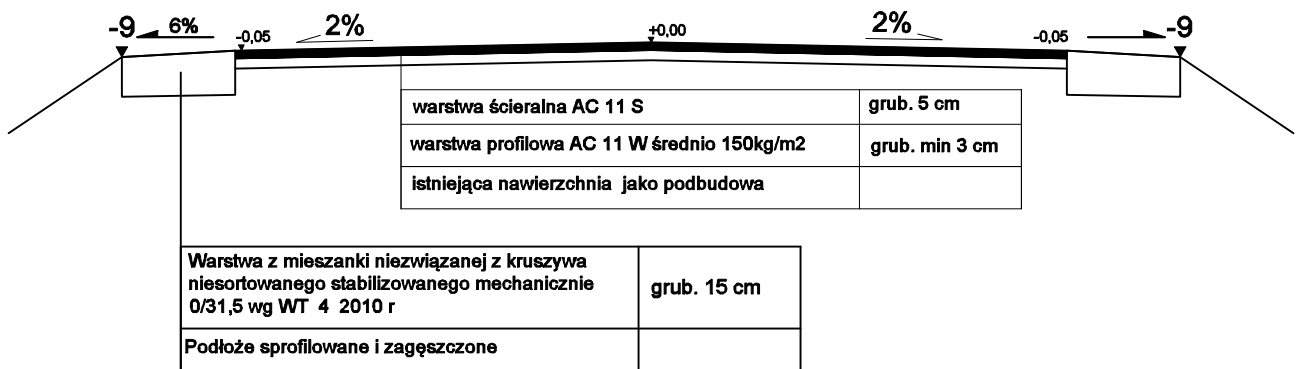 -9 6% -0,05 2% +0,00 2% -0,05 -9
warstwa ścieralna AC 11 S grub. 5 cm
warstwa profilowa AC 11 W średnio 150kg/m2 grub. min 3 cm
istniejąca nawierzchnia jako podbudowa
Warstwa z mieszanki niezwiązanej z kruszywa
niesortowanego stabilizowanego mechanicznie
0/31,5 wg WT 4 2010 r
grub. 15 cm
Podłoże sprofilowane i zagęszczone